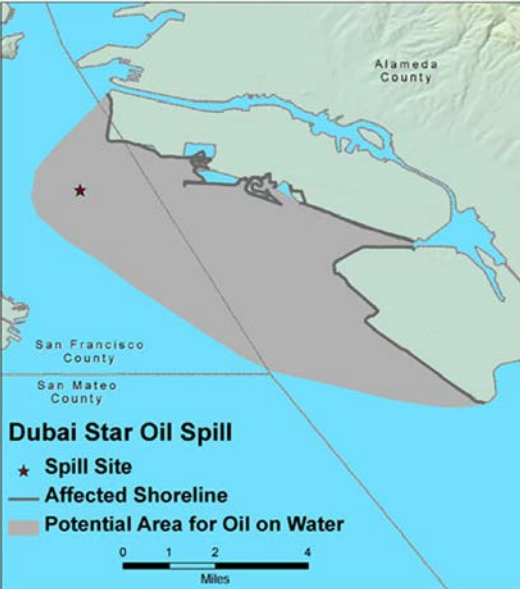 Alameda
County
San Francisco
County
San Mateo
County
Dubai Star Oil Spill
Spill Site
Affected Shoreline
Potential Area for Oil on Water
0 1 2 4
Miles